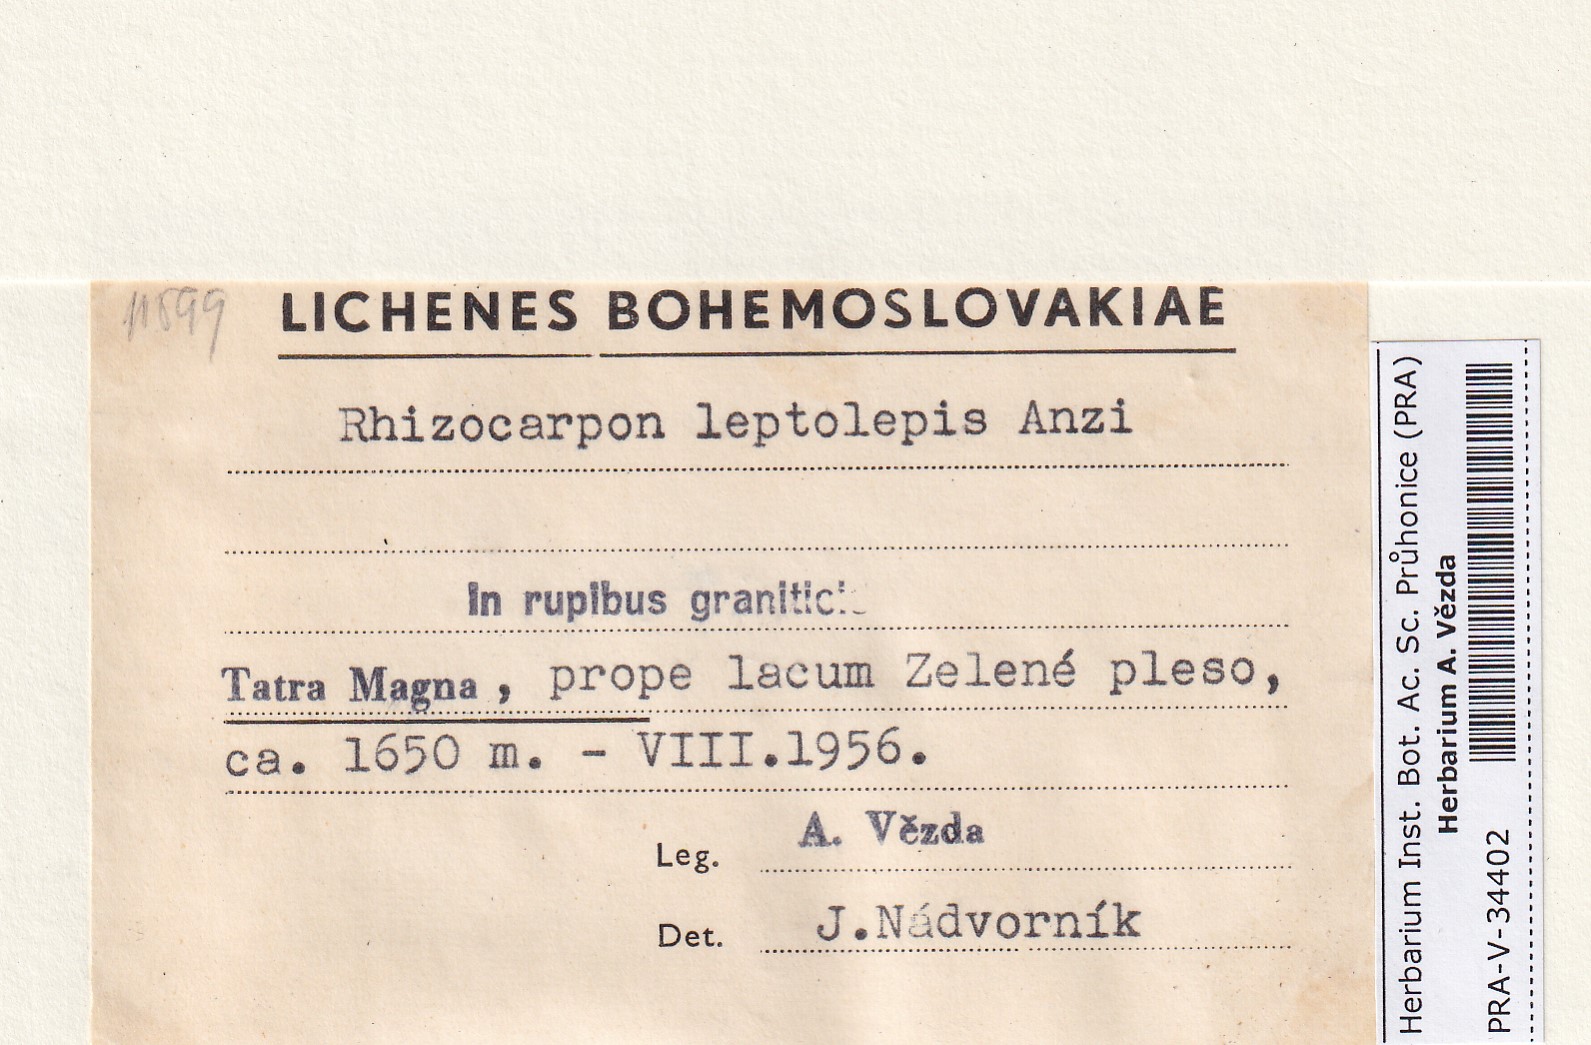 11599
LICHENES BOHEMOSLOVAKIAE
Rhizocarpon leptolepis Anzi
In rupibus graniticis
Tatra Magna, prope lacum Zelené pleso,
ca. 1650 m. - VIII.1956.
Leg. A. Vězda
Det. J.Nádvorník
Herbarium Inst. Bot. Ac. Sc. Průhonice (PRA)
Herbarium A. Vězda
PRA-V-34402